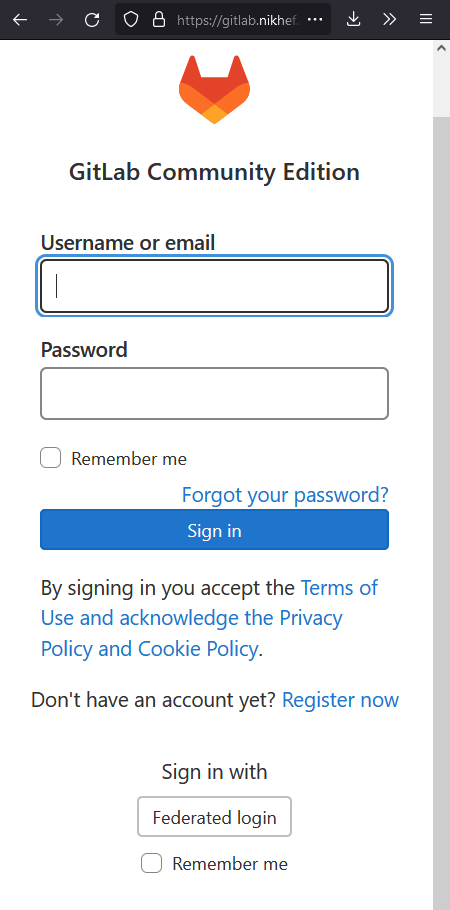 https://gitlab.nikhef.
GitLab Community Edition
Username or email
Password
Remember me
Forgot your password?
Sign in
By signing in you accept the Terms of
Use and acknowledge the Privacy
Policy and Cookie Policy.
Don't have an account yet? Register now
Sign in with
Federated login
Remember me